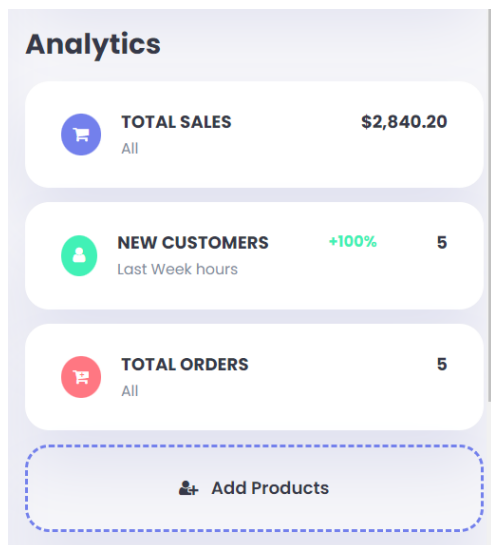 Analytics
TOTAL SALES $2,840.20
All
NEW CUSTOMERS +100% 5
Last Week hours
TOTAL ORDERS 5
All
Add Products